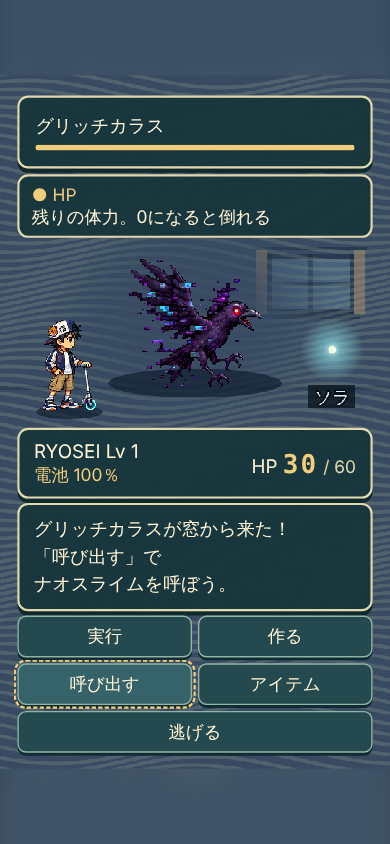 グリッチカラス
HP
残りの体力。0になると倒れる
ソラ
RYOSEI Lv 1
電池 100%
HP 30 / 60
グリッチカラスが窓から来た！
「呼び出す」で
ナオスライムを呼ぼう。
実行
作る
呼び出す
アイテム
逃げる